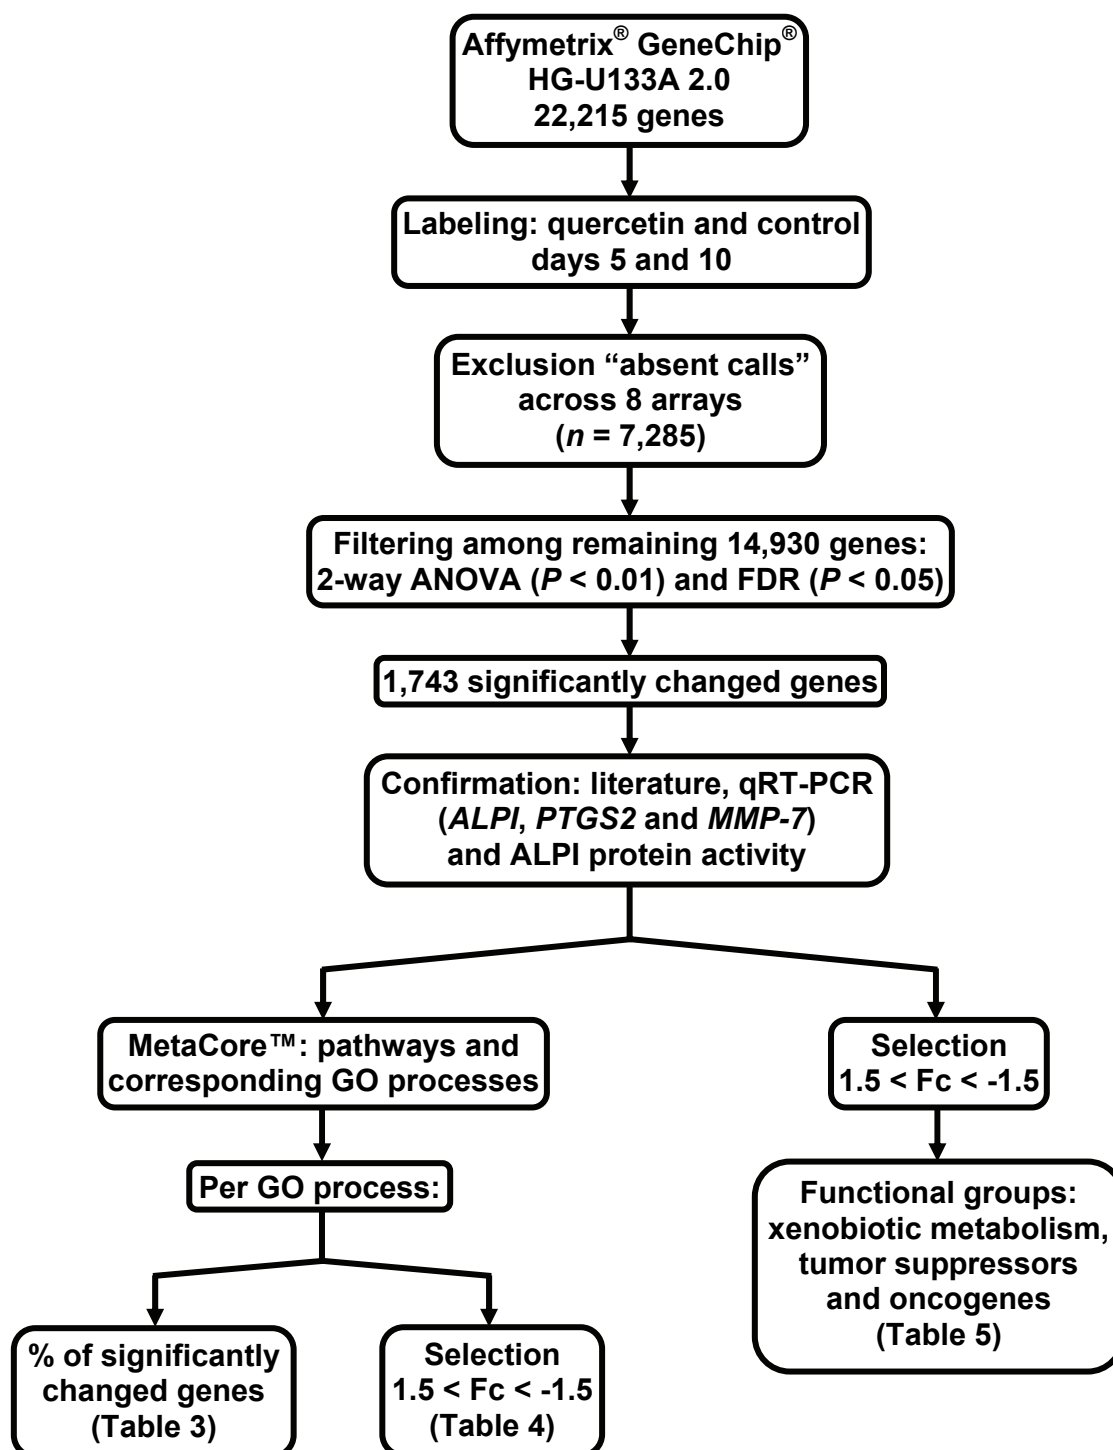 Affymetrix® GeneChip®
HG-U133A 2.0
22,215 genes
Labeling: quercetin and control
days 5 and 10
Exclusion “absent calls”
across 8 arrays
(n = 7,285)
Filtering among remaining 14,930 genes:
2-way ANOVA (P < 0.01) and FDR (P < 0.05)
1,743 significantly changed genes
Confirmation: literature, qRT-PCR
(ALPI, PTGS2 and MMP-7)
and ALPI protein activity
MetaCore™: pathways and
corresponding GO processes
Selection
1.5 < Fc < -1.5
Per GO process:
Functional groups:
xenobiotic metabolism,
tumor suppressors
and oncogenes
(Table 5)
% of significantly
changed genes
(Table 3)
Selection
1.5 < Fc < -1.5
(Table 4)